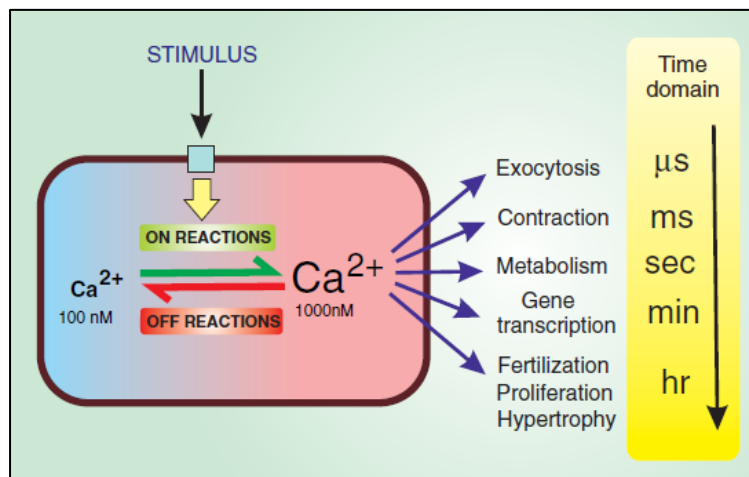 STIMULUS
ON REACTIONS
Ca2+
100 nM
Ca2+
1000nM
OFF REACTIONS
Exocytosis
Contraction
Metabolism
Gene
transcription
Fertilization
Proliferation
Hypertrophy
Time
domain
μs
ms
sec
min
hr